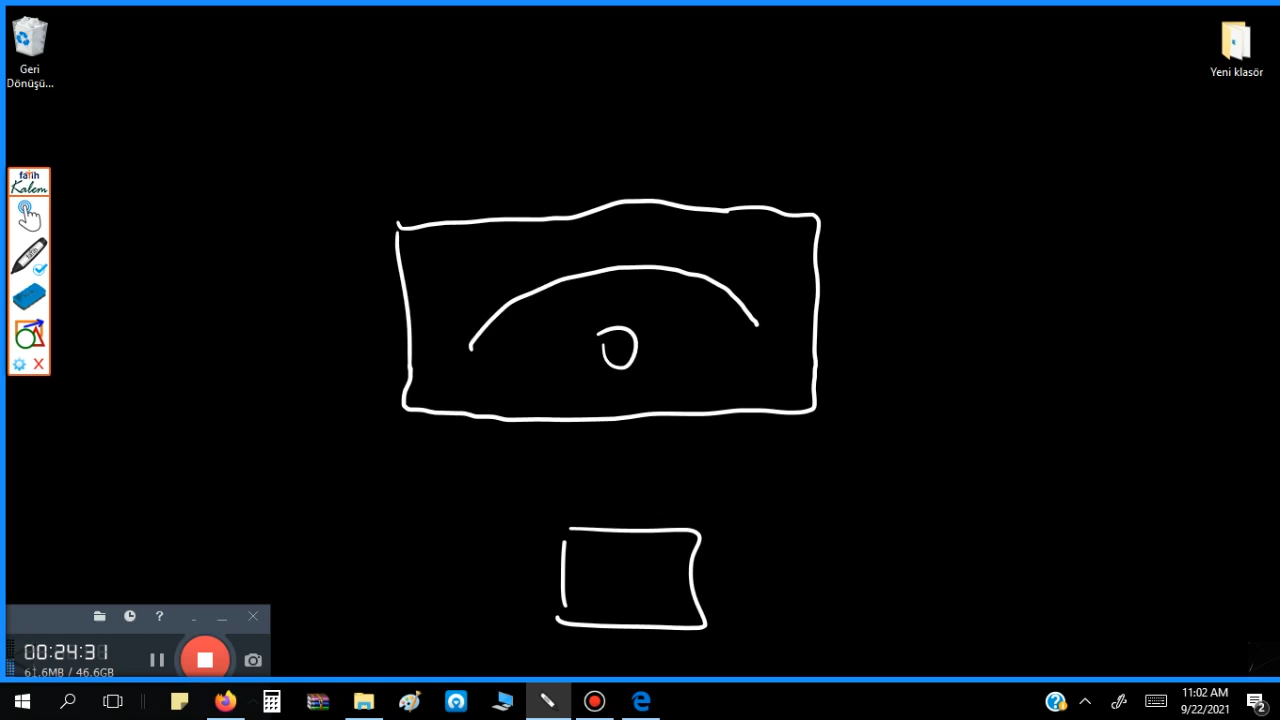 Geri
Dönüşü...
Yeni klasör
fatih
Kalem
fatih
?
00:24:31
61.6MB / 46.6GB
11:02 AM
9/22/2021
2